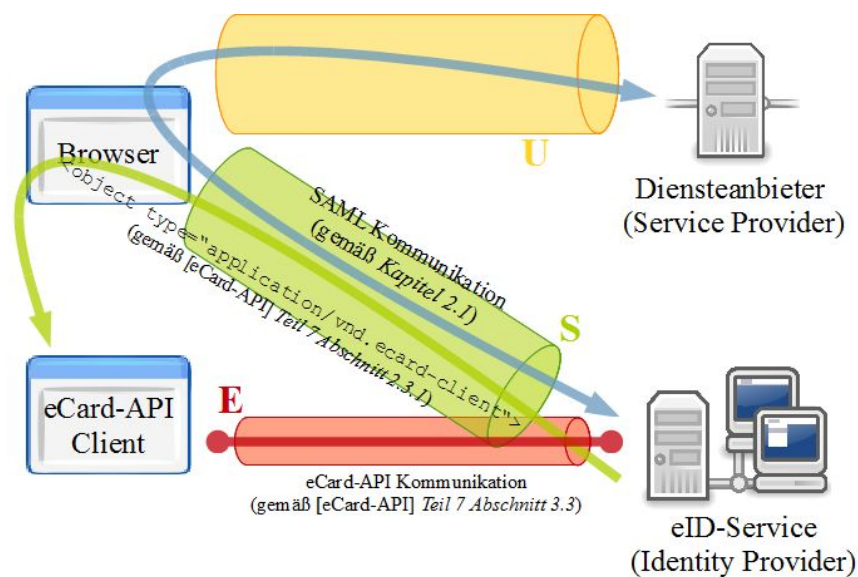 Browser
U
Diensteanbieter
(Service Provider)
SAML Kommunikation
(gemäß Kapitel 2.1)
<object type="application/vnd.ecard-client">
(gemäß [eCard-API] Teil 7 Abschnitt 2.3.1)
S
eCard-API
Client
E
eCard-API Kommunikation
(gemäß [eCard-API] Teil 7 Abschnitt 3.3)
eID-Service
(Identity Provider)